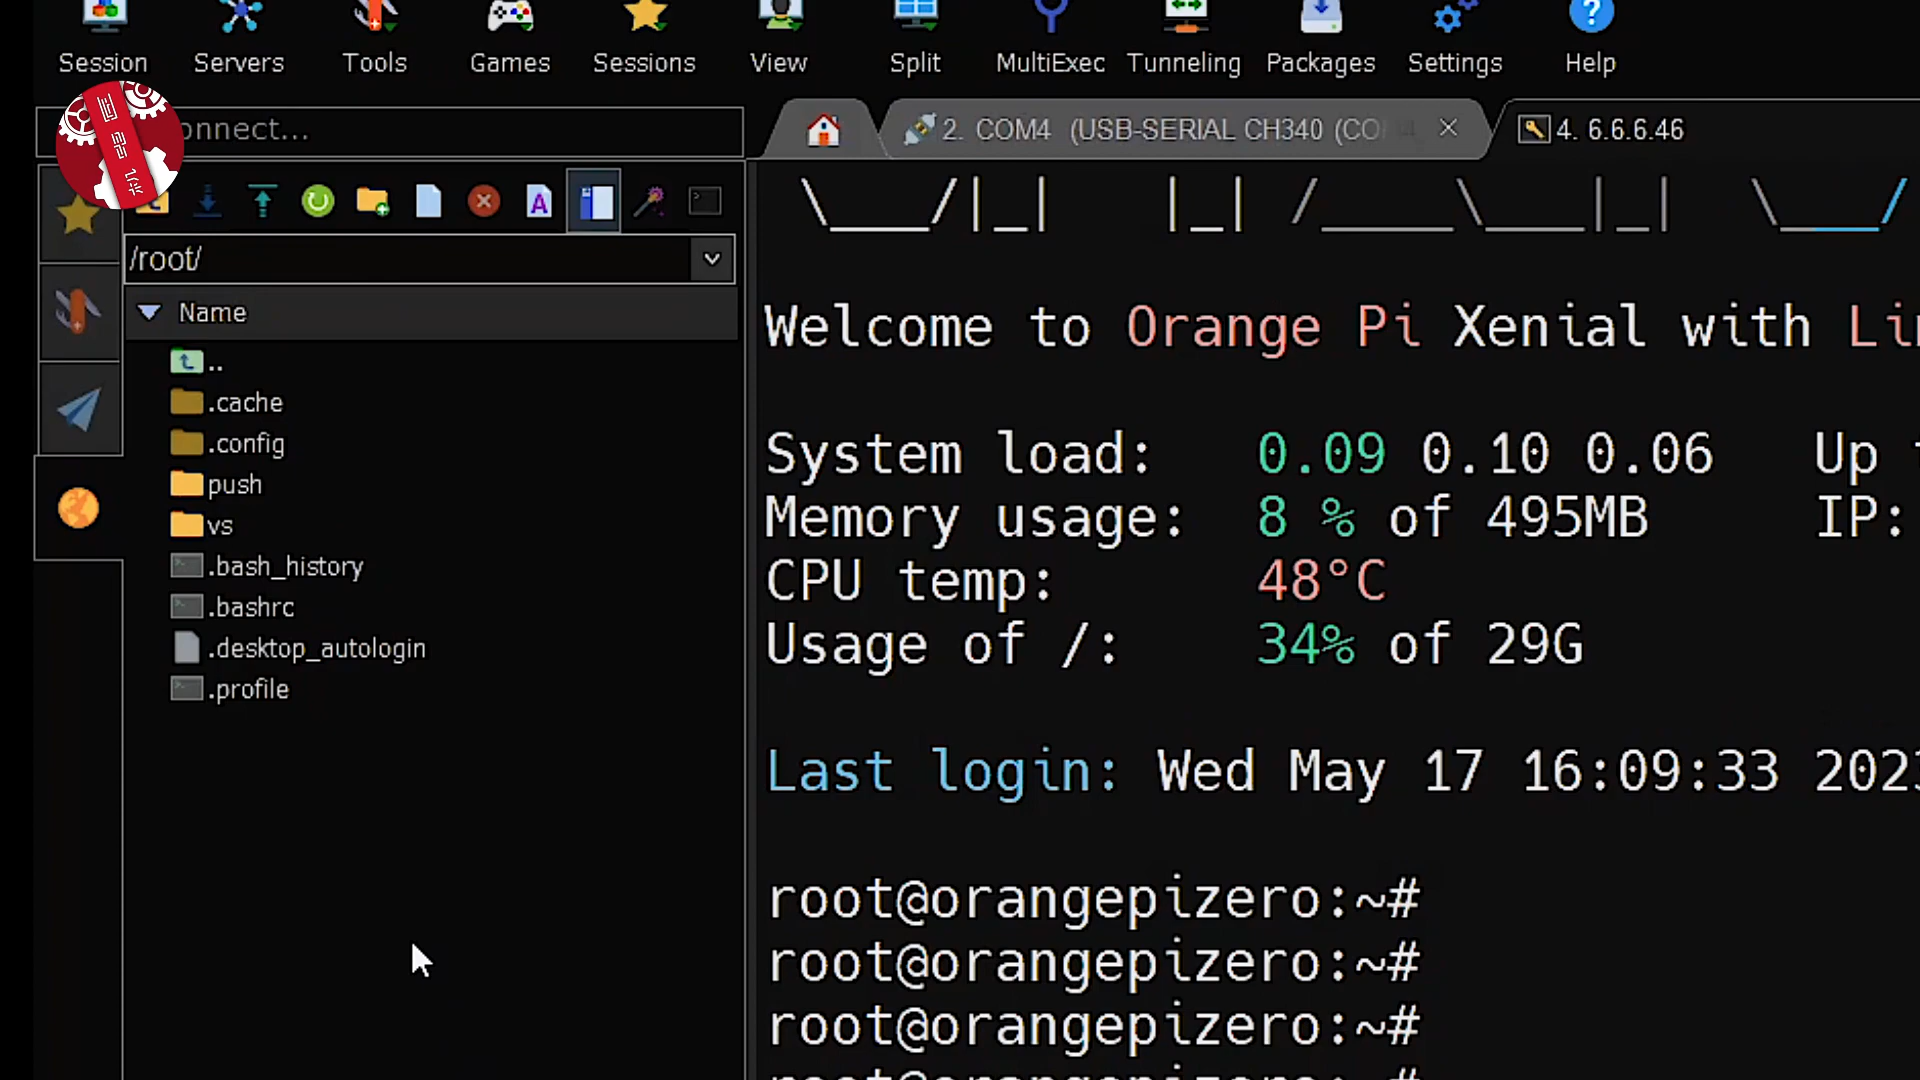 Session Servers Tools Games Sessions View Split MultiExec Tunneling Packages Settings Help
onnect...
2. COM4 (USB-SERIAL CH340 (CO
4. 6.6.6.46
/root/
Name
..
.cache
.config
push
vs
.bash_history
.bashrc
.desktop_autologin
.profile
Welcome to Orange Pi Xenial with Li
System load: 0.09 0.10 0.06 Up
Memory usage: 8 % of 495MB IP:
CPU temp: 48°C
Usage of /: 34% of 29G
Last login: Wed May 17 16:09:33 202
root@orangepizero:~#
root@orangepizero:~#
root@orangepizero:~#